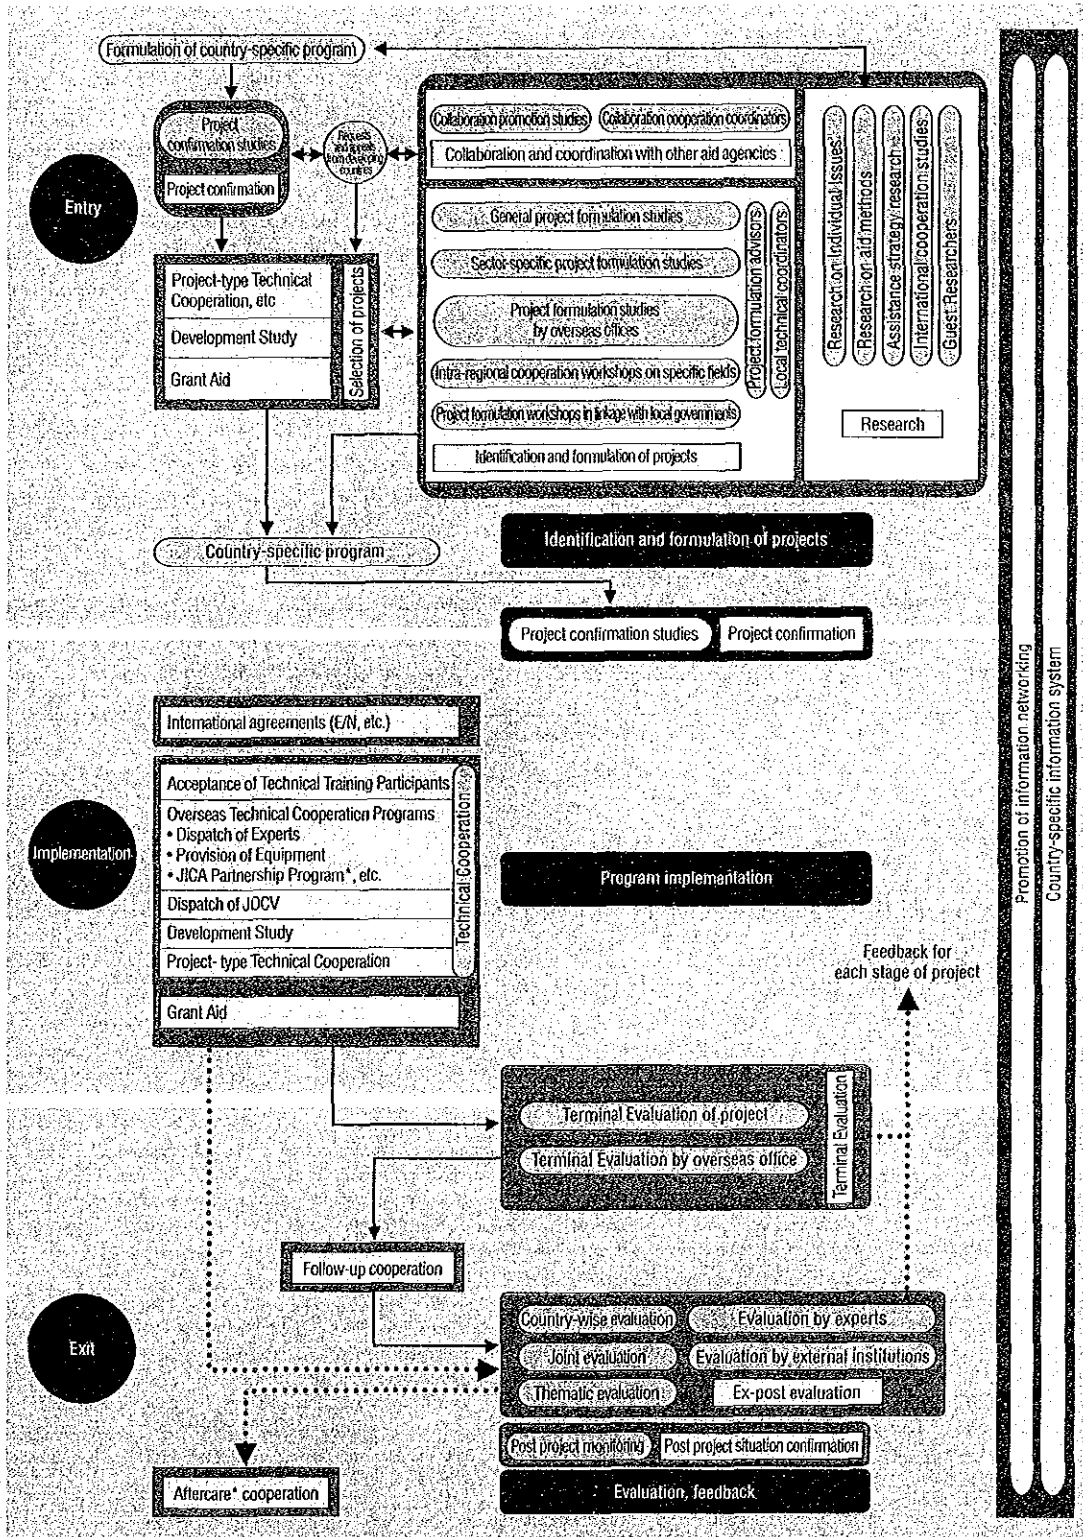 Formulation of country-specific program
Project
confirmation studies
Project confirmation
Requests
and appeals
from developing
countries
Collaboration promotion studies
Collaboration cooperation coordinators
Collaboration and coordination with other aid agencies
Entry
General project formulation studies
Sector-specific project formulation studies
Project formulation studies
by overseas offices
Intra-regional cooperation workshops on specific fields
Project formulation workshops in linkage with local governments
Identification and formulation of projects
Project formulation advisors
Local technical coordinators
Research on individual issues
Research on aid methods
Assistance strategy research
International cooperation studies
Guest Researchers
Research
Project-type Technical
Cooperation, etc
Development Study
Grant Aid
Selection of projects
Country-specific program
Identification and formulation of projects
Project confirmation studies
Project confirmation
International agreements (E/N, etc.)
Implementation
Acceptance of Technical Training Participants
Overseas Technical Cooperation Programs
• Dispatch of Experts
• Provision of Equipment
• JICA Partnership Program*, etc.
Dispatch of JOCV
Development Study
Project- type Technical Cooperation
Technical Cooperation
Grant Aid
Program implementation
Feedback for
each stage of project
Terminal Evaluation of project
Terminal Evaluation by overseas office
Terminal Evaluation
Follow-up cooperation
Exit
Country-wise evaluation
Evaluation by experts
Joint evaluation
Evaluation by external institutions
Thematic evaluation
Ex-post evaluation
Post project monitoring
Post project situation confirmation
Aftercare* cooperation
Evaluation, feedback
Promotion of information networking
Country-specific information system